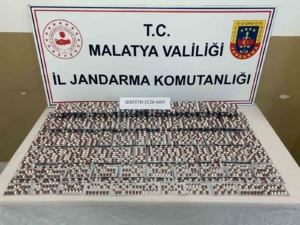 T.C.
MALATYA VALİLİĞİ
İL JANDARMA KOMUTANLIĞI
SENTETİK ECZA HAPI